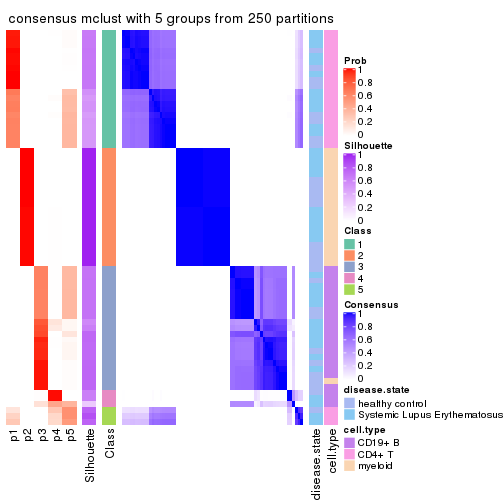 consensus mclust with 5 groups from 250 partitions
Prob
1
0.8
0.6
0.4
0.2
0
Silhouette
1
0.8
0.6
0.4
0.2
0
Class
1
2
3
4
5
Consensus
1
0.8
0.6
0.4
0.2
0
disease.state
healthy control
Systemic Lupus Erythematosus
cell.type
CD19+ B
CD4+ T
myeloid
p1
p2
p3
p4
p5
Silhouette
Class
disease.state
cell.type